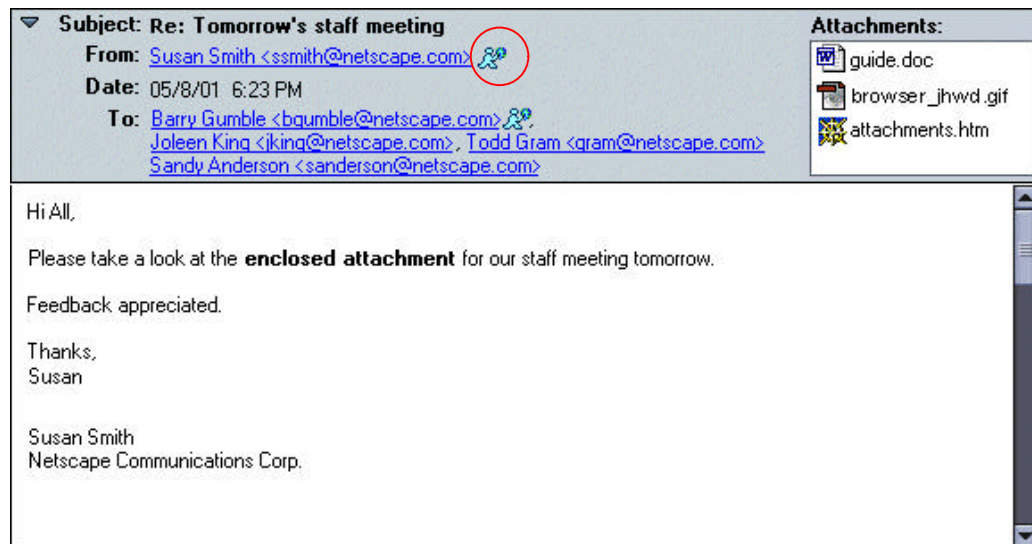 Subject: Re: Tomorrow's staff meeting
From: Susan Smith <ssmith@netscape.com>
Date: 05/8/01 6:23 PM
To: Barry Gumble <bgumble@netscape.com>,
Joleen King <jking@netscape.com>, Todd Gram <gram@netscape.com>
Sandy Anderson <sanderson@netscape.com>
Attachments:
guide.doc
browser_jhwd.gif
attachments.htm
Hi All,
Please take a look at the enclosed attachment for our staff meeting tomorrow.
Feedback appreciated.
Thanks,
Susan
Susan Smith
Netscape Communications Corp.